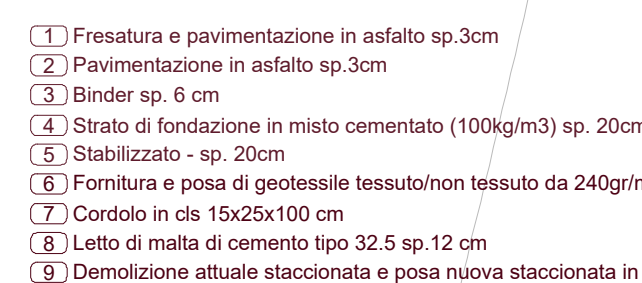 1 Fresatura e pavimentazione in asfalto sp.3cm
2 Pavimentazione in asfalto sp.3cm
3 Binder sp. 6 cm
4 Strato di fondazione in misto cementato (100kg/m3) sp. 20cm
5 Stabilizzato - sp. 20cm
6 Fornitura e posa di geotessile tessuto/non tessuto da 240gr/m
7 Cordolo in cls 15x25x100 cm
8 Letto di malta di cemento tipo 32.5 sp.12 cm
9 Demolizione attuale staccionata e posa nuova staccionata in